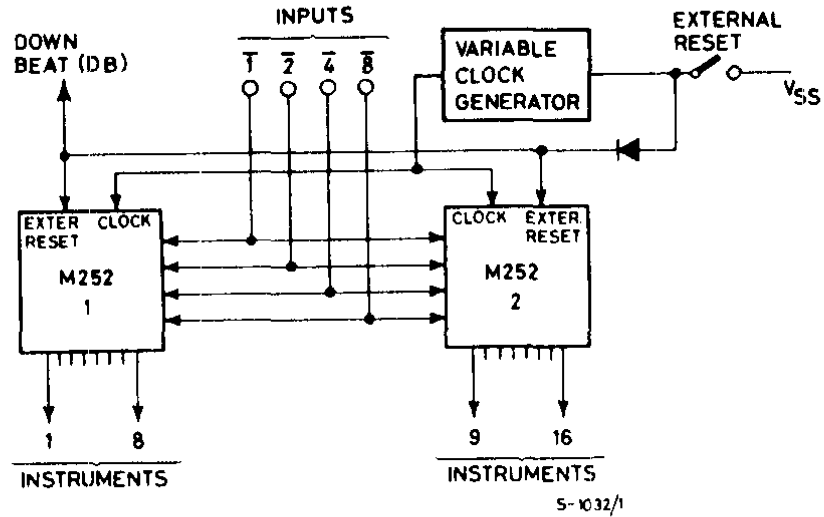 INPUTS
1 2 4 8
DOWN
BEAT (DB)
VARIABLE
CLOCK
GENERATOR
EXTERNAL
RESET
VSS
EXTER
RESET
CLOCK
M252
1
CLOCK
EXTER.
RESET
M252
2
1 8
INSTRUMENTS
9 16
INSTRUMENTS
S-1032/1